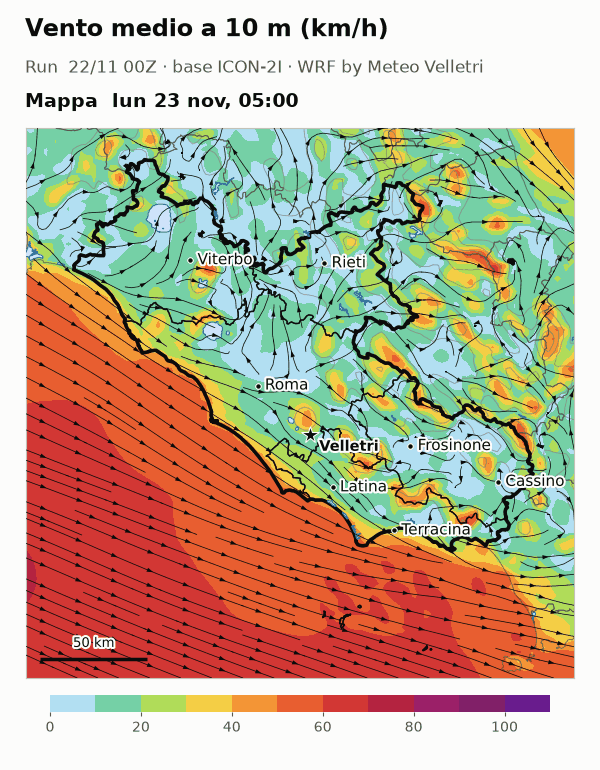 Vento medio a 10 m (km/h)
Run 22/11 00Z · base ICON-2I · WRF by Meteo Velletri
Mappa lun 23 nov, 05:00
Viterbo
Rieti
Roma
Velletri
Frosinone
Cassino
Latina
Terracina
50 km
0 20 40 60 80 100